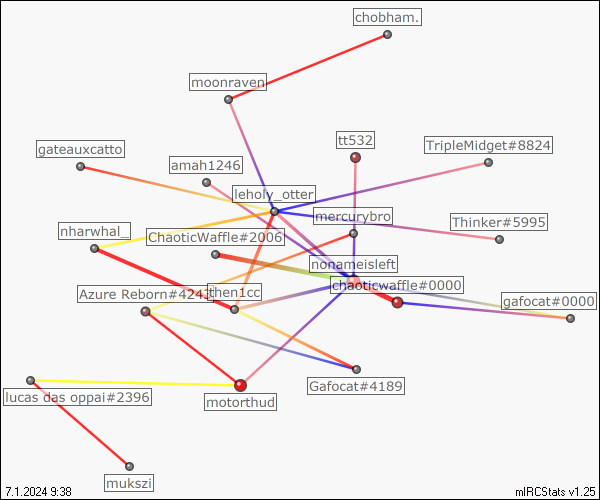 chobham.
moonraven
tt532
TripleMidget#8824
gateauxcatto
amah1246
leholy_otter
mercurybro
Thinker#5995
nharwhal_
ChaoticWaffle#2006
nonameisleft
chaoticwaffle#0000
Azure Reborn#424
then1cc
gafocat#0000
Gafocat#4189
lucas das oppai#2396
motorthud
mukszi
7.1.2024 9:38
mIRCStats v1.25